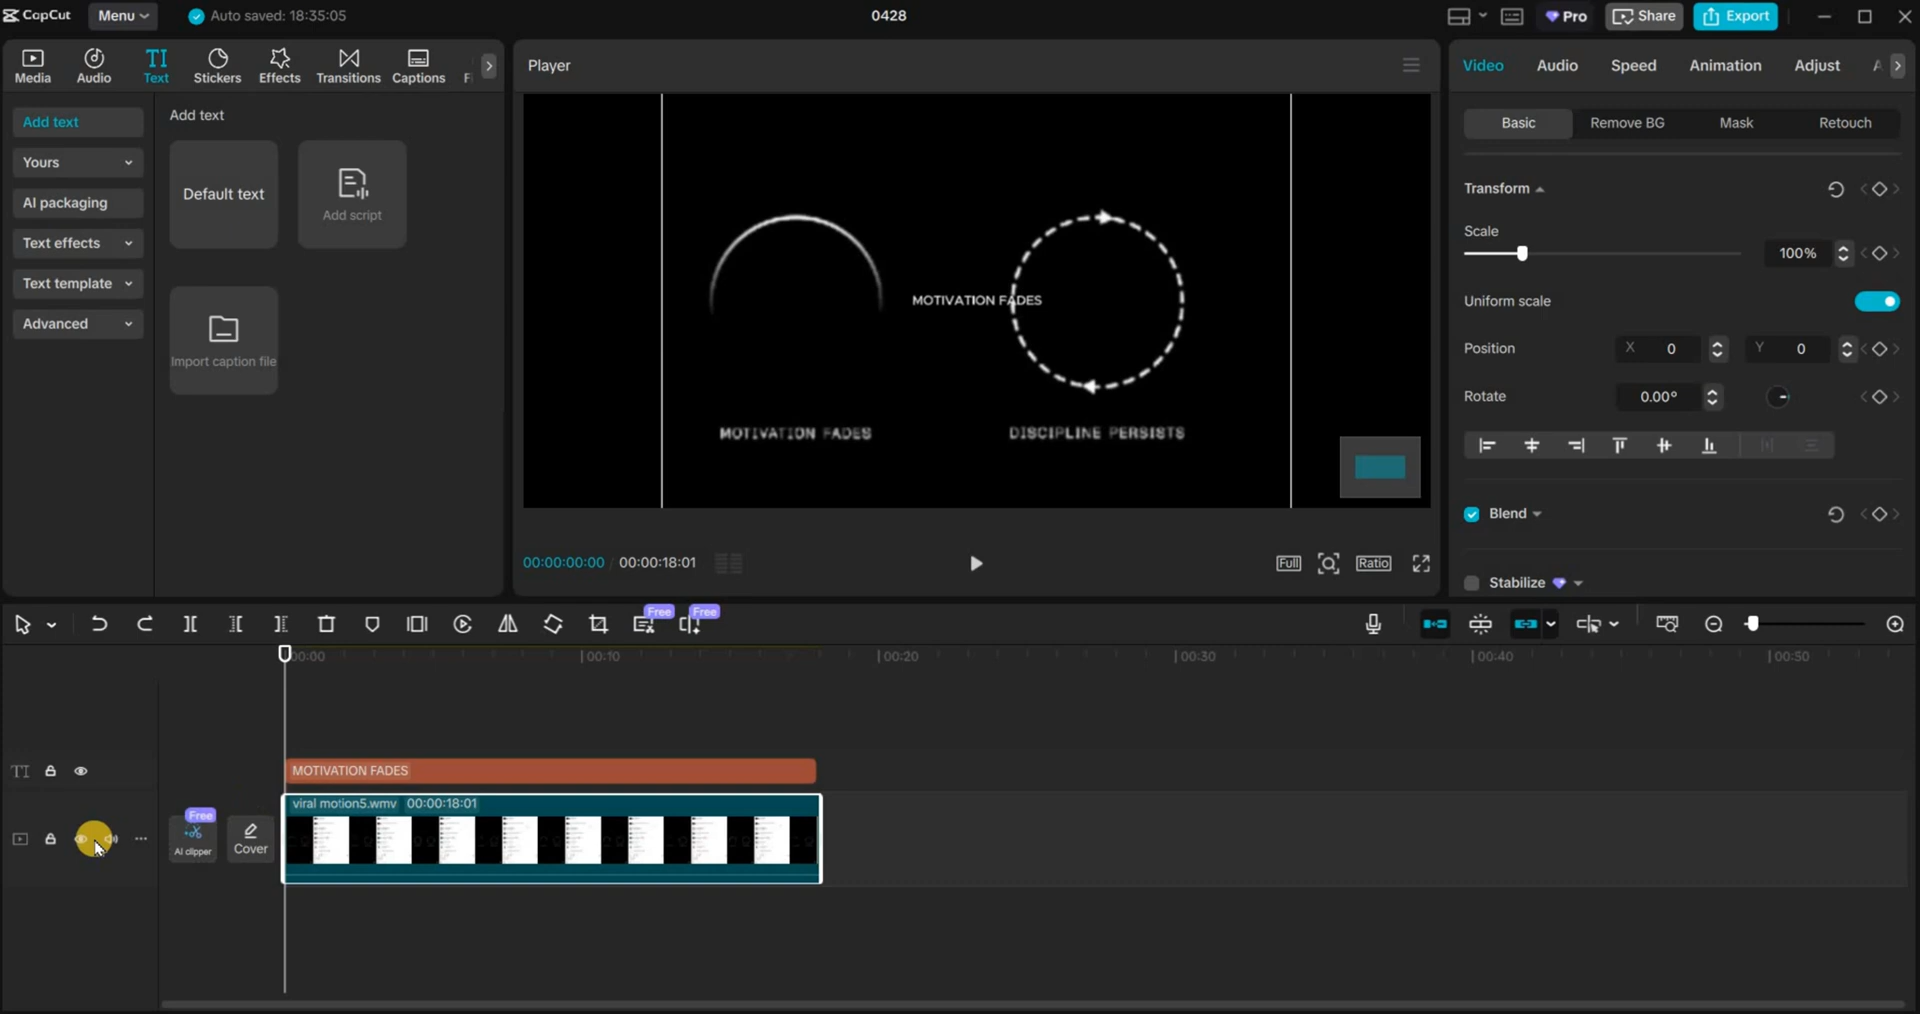 CapCut
Menu
Auto saved: 18:35:05
0428
Pro
Share
Export
Media
Audio
Text
Stickers
Effects
Transitions
Captions
Add text
Yours
AI packaging
Text effects
Text template
Advanced
Add text
Default text
Add script
Import caption file
Player
MOTIVATION FADES
MOTIVATION FADES
DISCIPLINE PERSISTS
00:00:00:00 / 00:00:18:01
Full
Ratio
Video
Audio
Speed
Animation
Adjust
Basic
Remove BG
Mask
Retouch
Transform
Scale
100%
Uniform scale
Position
X 0
Y 0
Rotate
0.00°
Blend
Stabilize
Free
Free
00:00
00:10
00:20
00:30
00:40
00:50
TI
MOTIVATION FADES
viral motion5.wmv 00:00:18:01
Free
AI clipper
Cover